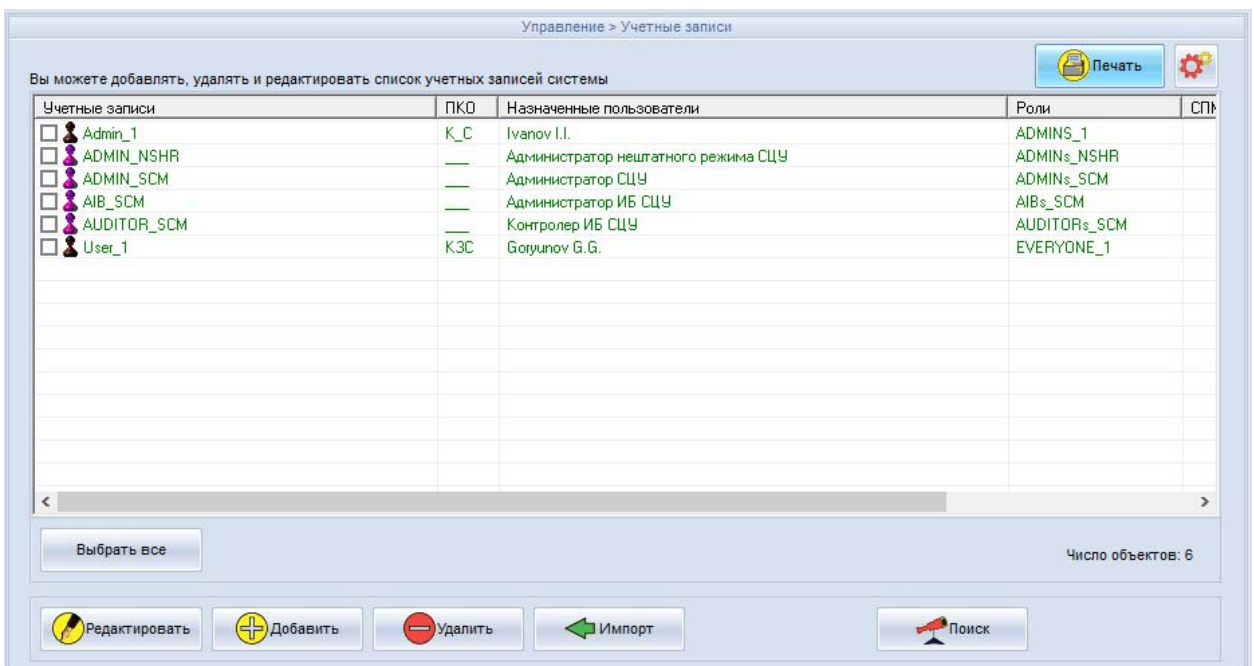 Управление > Учетные записи
Печать
Вы можете добавлять, удалять и редактировать список учетных записей системы
Учетные записи ПКО Назначенные пользователи Роли СПМ
Admin_1 К_С Ivanov I.I. ADMINS_1
ADMIN_NSHR ___ Администратор нештатного режима СЦУ ADMINs_NSHR
ADMIN_SCM ___ Администратор СЦУ ADMINs_SCM
AIB_SCM ___ Администратор ИБ СЦУ AIBs_SCM
AUDITOR_SCM ___ Контролер ИБ СЦУ AUDITORs_SCM
User_1 КЗС Goryunov G.G. EVERYONE_1
Выбрать все Число объектов: 6
Редактировать Добавить Удалить Импорт Поиск